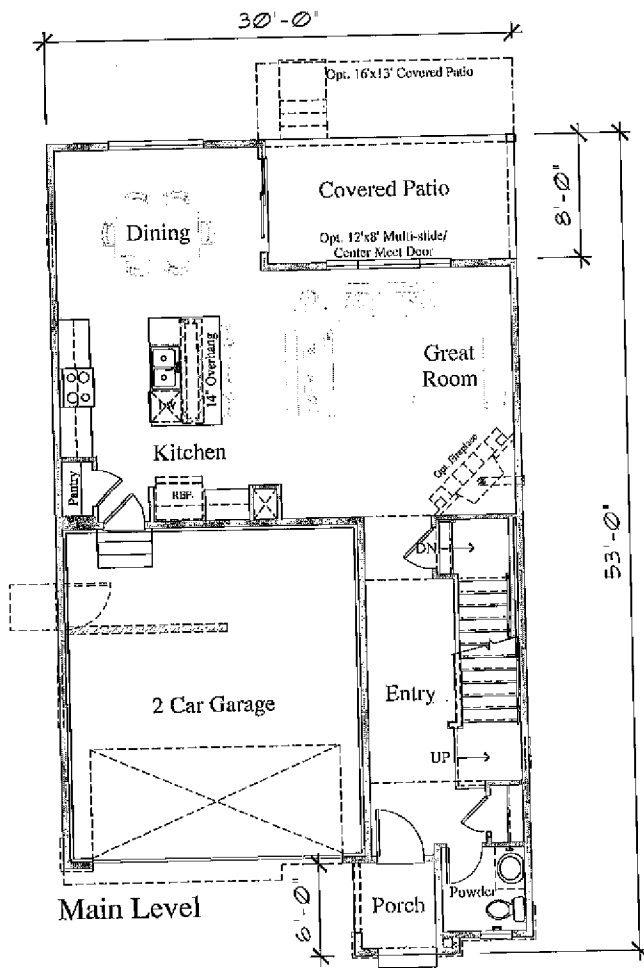 30'-0"
Opt. 16'x13' Covered Patio
Covered Patio
8'-0"
Dining
Opt. 12'x8' Multi-slide/
Center Meet Door
14" Overhang
DW
Great
Room
Kitchen
Opt. Fireplace
Pantry
REF.
DN
53'-0"
2 Car Garage
Entry
UP
Main Level
6'-0"
Porch
Powder